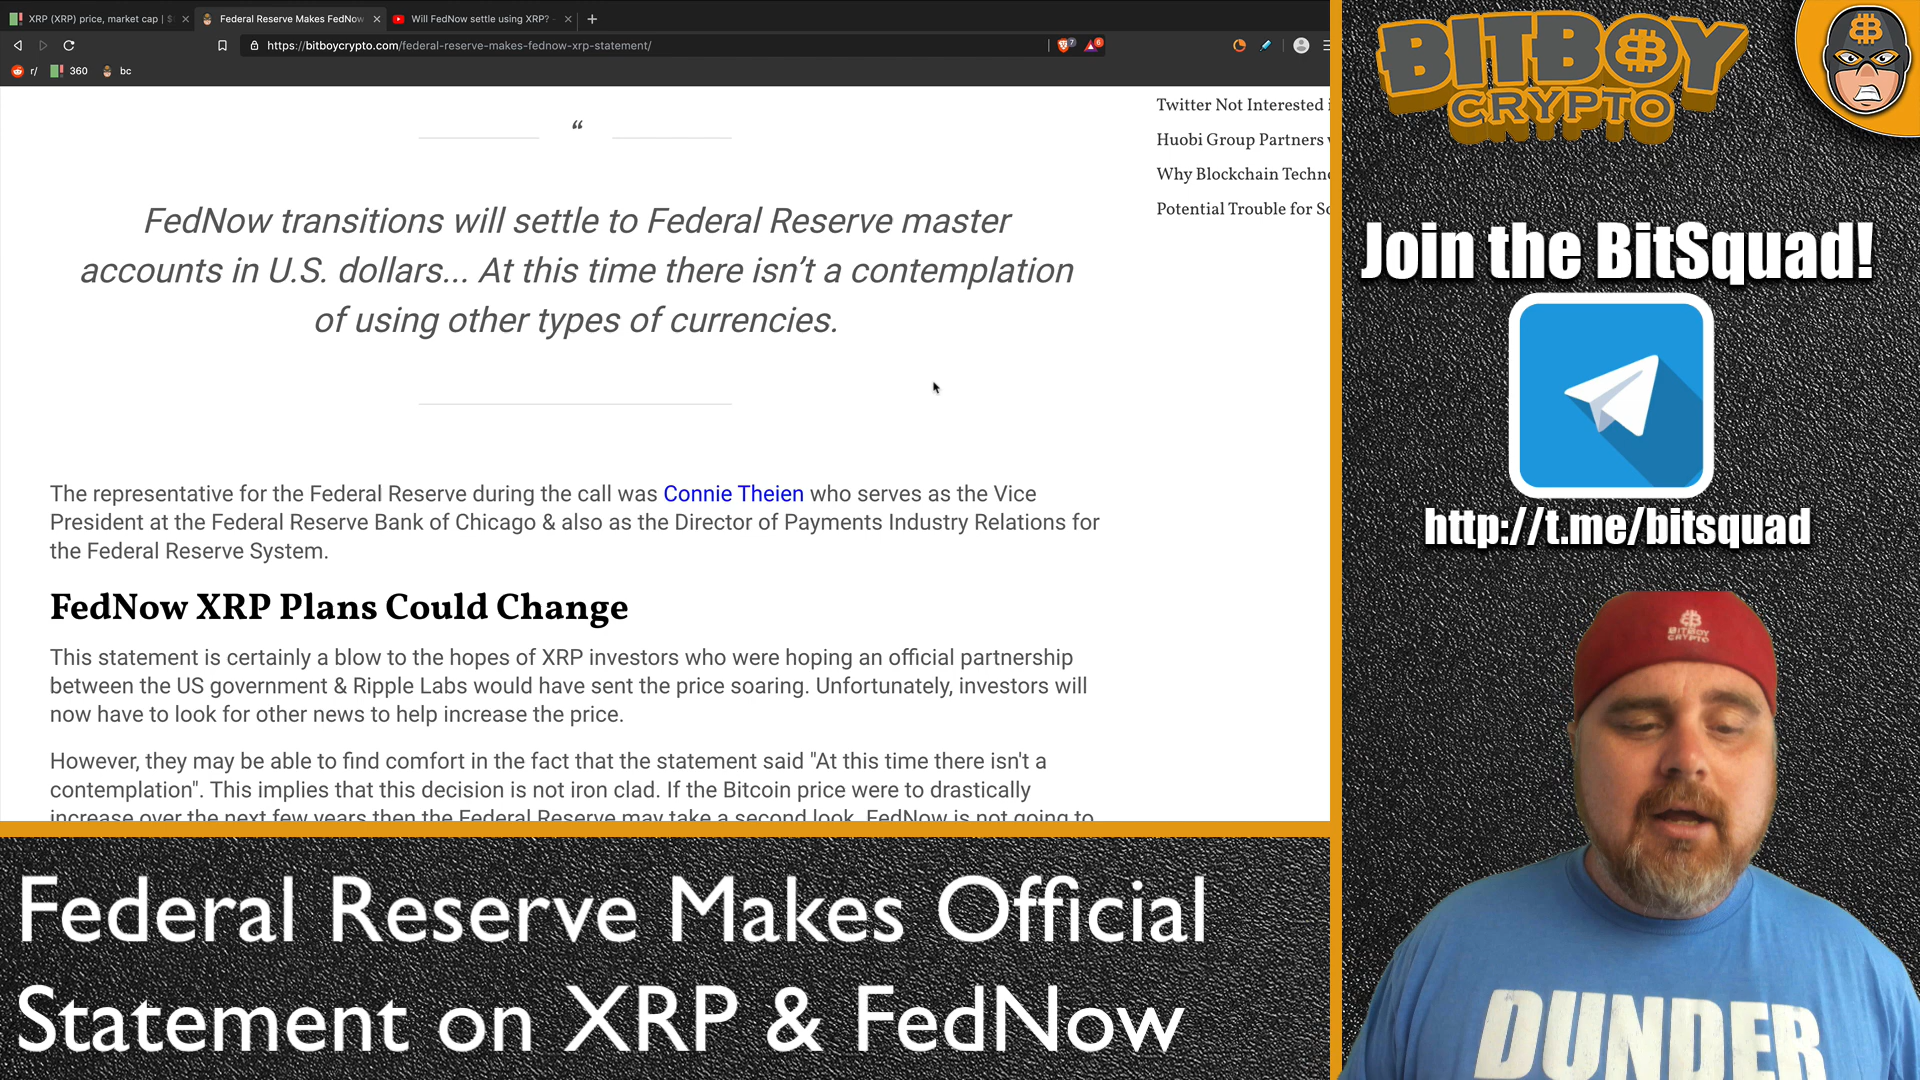 XRP (XRP) price, market cap |
Federal Reserve Makes FedNow
Will FedNow settle using XRP?
https://bitboycrypto.com/federal-reserve-makes-fednow-xrp-statement/
r/
360
bc
“
FedNow transitions will settle to Federal Reserve master
accounts in U.S. dollars... At this time there isn’t a contemplation
of using other types of currencies.
The representative for the Federal Reserve during the call was Connie Theien who serves as the Vice
President at the Federal Reserve Bank of Chicago & also as the Director of Payments Industry Relations for
the Federal Reserve System.
FedNow XRP Plans Could Change
This statement is certainly a blow to the hopes of XRP investors who were hoping an official partnership
between the US government & Ripple Labs would have sent the price soaring. Unfortunately, investors will
now have to look for other news to help increase the price.
However, they may be able to find comfort in the fact that the statement said "At this time there isn't a
contemplation". This implies that this decision is not iron clad. If the Bitcoin price were to drastically
increase over the next few years then the Federal Reserve may take a second look. FedNow is not going to
Twitter Not Interested
Huobi Group Partners
Why Blockchain
Potential Trouble for
Federal Reserve Makes Official
Statement on XRP & FedNow
BITBOY
CRYPTO
Join the BitSquad!
http://t.me/bitsquad
BITBOY
CRYPTO
DUNDER